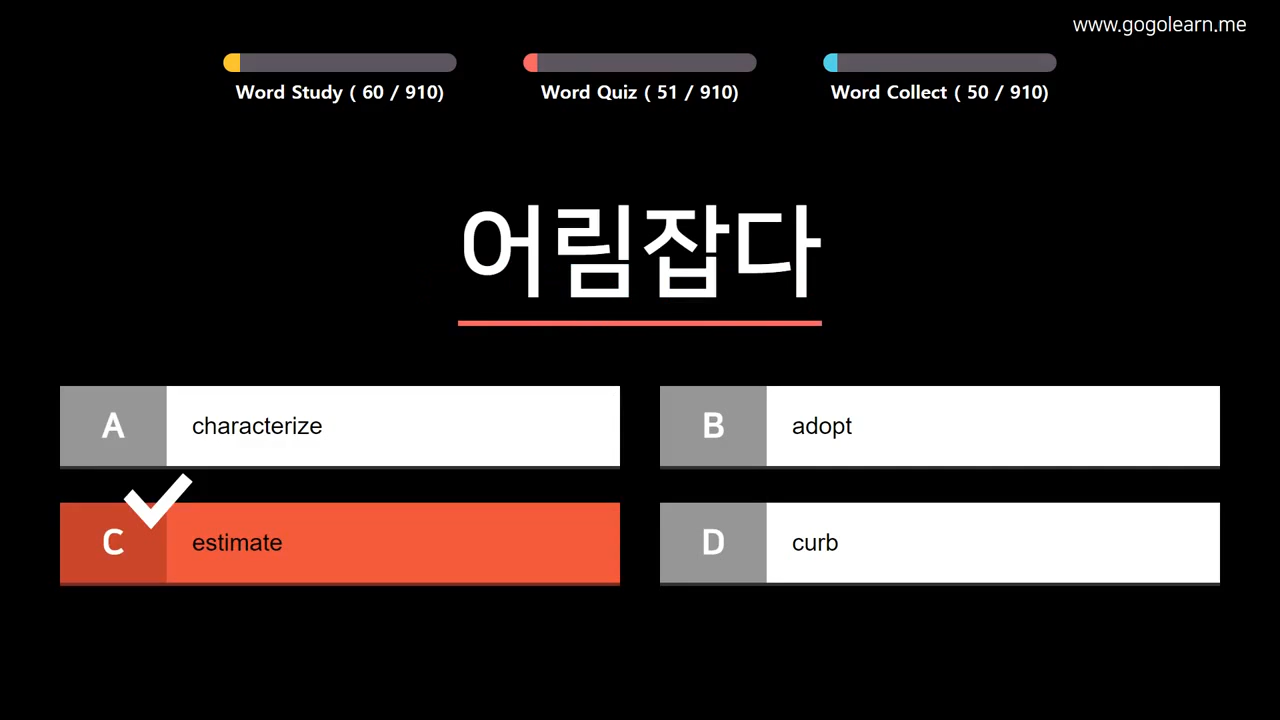 www.gogolearn.me
Word Study ( 60 / 910)
Word Quiz ( 51 / 910)
Word Collect ( 50 / 910)
어림잡다
A characterize
B adopt
C estimate
D curb